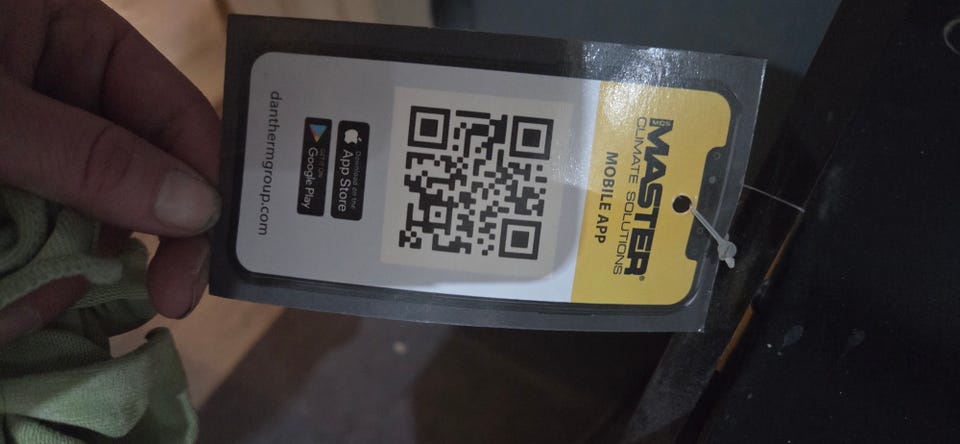 MCS
MASTER®
CLIMATE SOLUTIONS
MOBILE APP
Download on the
App Store
GET IT ON
Google Play
danthermgroup.com